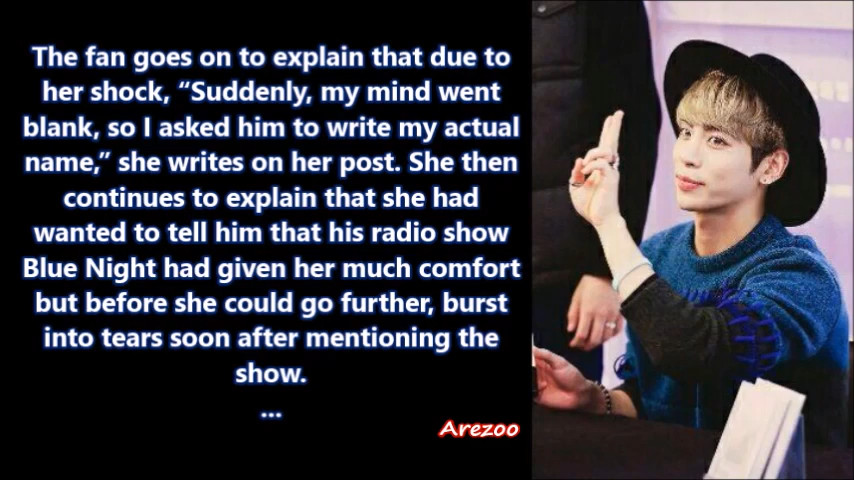 The fan goes on to explain that due to
her shock, “Suddenly, my mind went
blank, so I asked him to write my actual
name,” she writes on her post. She then
continues to explain that she had
wanted to tell him that his radio show
Blue Night had given her much comfort
but before she could go further, burst
into tears soon after mentioning the
show.
...
Arezoo